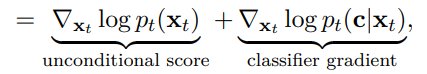 = ∇_{𝐱_t} log p_t(𝐱_t) + ∇_{𝐱_t} log p_t(𝐜|𝐱_t),
unconditional score classifier gradient